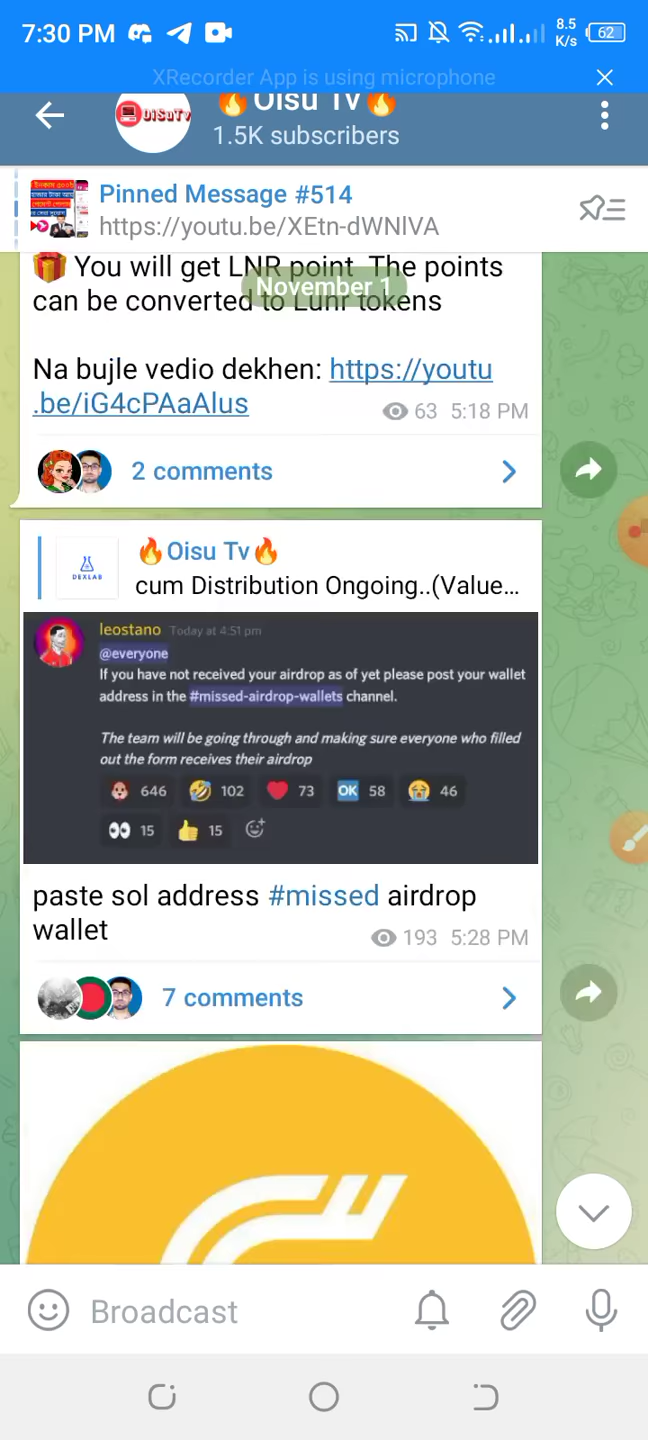 7:30 PM
8.5
K/s
62
XRecorder App is using microphone
OiSuTv
🔥Oisu Tv🔥
1.5K subscribers
Pinned Message #514
https://youtu.be/XEtn-dWNlVA
🎁 You will get LNR point. The points
can be converted to Lunr tokens
November 1
Na bujle vedio dekhen: https://youtu
.be/iG4cPAaAlus
63 5:18 PM
2 comments
DEXLAB
🔥Oisu Tv🔥
cum Distribution Ongoing..(Value...
leostano Today at 4:51 pm
@everyone
If you have not received your airdrop as of yet please post your wallet
address in the #missed-airdrop-wallets channel.
The team will be going through and making sure everyone who filled
out the form receives their airdrop
646 102 73 OK 58 46
15 15
paste sol address #missed airdrop
wallet
193 5:28 PM
7 comments
Broadcast